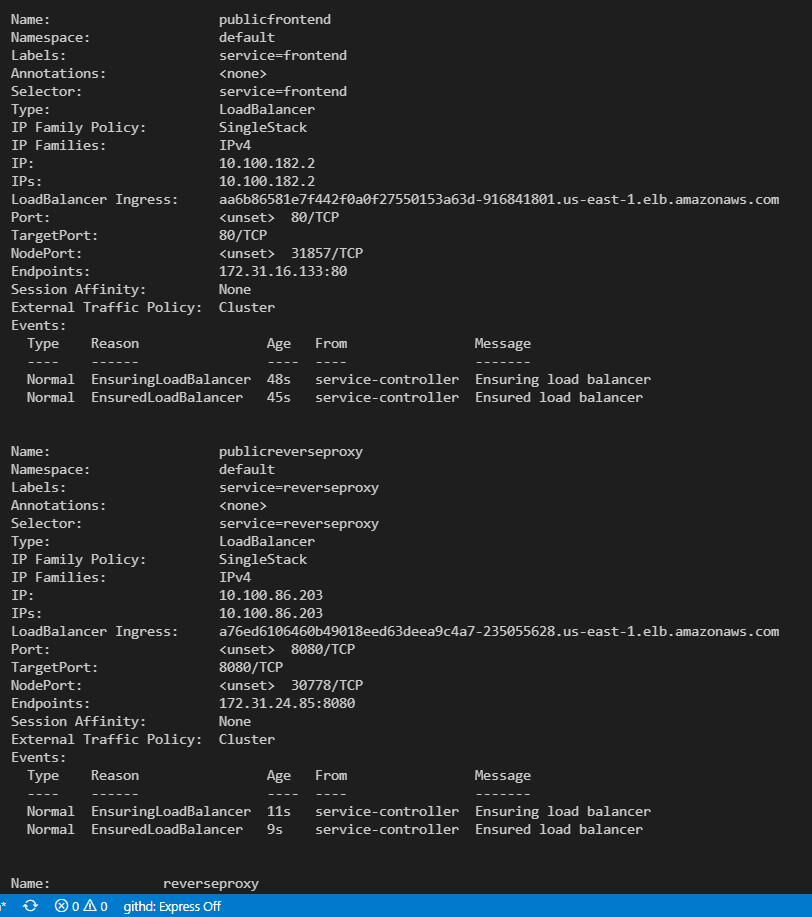 Name: publicfrontend
Namespace: default
Labels: service=frontend
Annotations: <none>
Selector: service=frontend
Type: LoadBalancer
IP Family Policy: SingleStack
IP Families: IPv4
IP: 10.100.182.2
IPs: 10.100.182.2
LoadBalancer Ingress: aa6b86581e7f442f0a0f27550153a63d-916841801.us-east-1.elb.amazonaws.com
Port: <unset> 80/TCP
TargetPort: 80/TCP
NodePort: <unset> 31857/TCP
Endpoints: 172.31.16.133:80
Session Affinity: None
External Traffic Policy: Cluster
Events:
Type Reason Age From Message
---- ------ ---- ---- -------
Normal EnsuringLoadBalancer 48s service-controller Ensuring load balancer
Normal EnsuredLoadBalancer 45s service-controller Ensured load balancer
Name: publicreverseproxy
Namespace: default
Labels: service=reverseproxy
Annotations: <none>
Selector: service=reverseproxy
Type: LoadBalancer
IP Family Policy: SingleStack
IP Families: IPv4
IP: 10.100.86.203
IPs: 10.100.86.203
LoadBalancer Ingress: a76ed6106460b49018eed63deea9c4a7-235055628.us-east-1.elb.amazonaws.com
Port: <unset> 8080/TCP
TargetPort: 8080/TCP
NodePort: <unset> 30778/TCP
Endpoints: 172.31.24.85:8080
Session Affinity: None
External Traffic Policy: Cluster
Events:
Type Reason Age From Message
---- ------ ---- ---- -------
Normal EnsuringLoadBalancer 11s service-controller Ensuring load balancer
Normal EnsuredLoadBalancer 9s service-controller Ensured load balancer
Name: reverseproxy
0 0 githd: Express Off